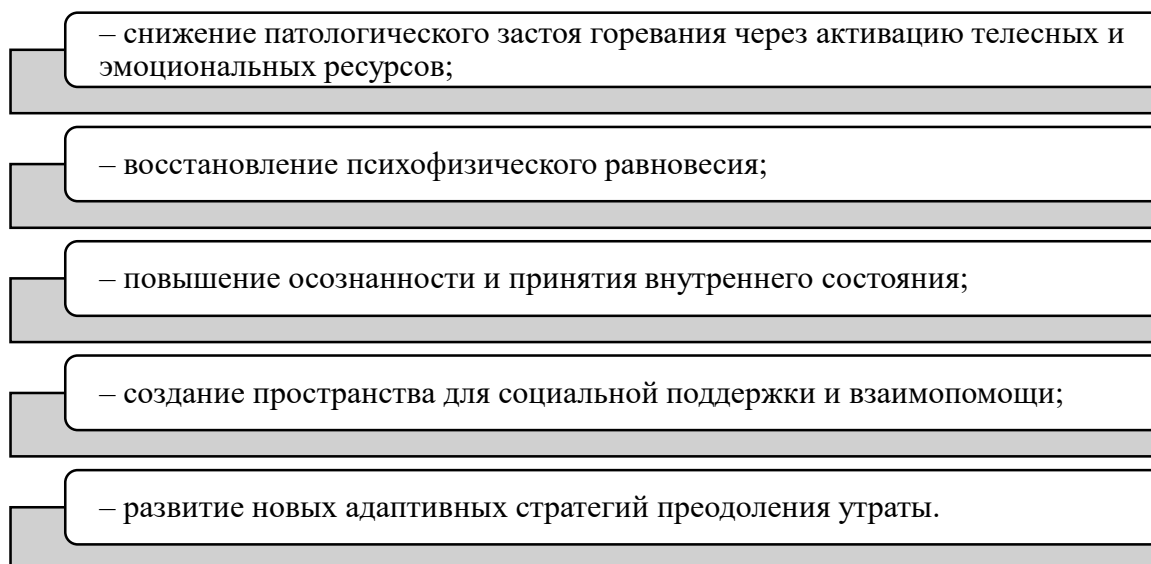 – снижение патологического застоя горевания через активацию телесных и
эмоциональных ресурсов;
– восстановление психофизического равновесия;
– повышение осознанности и принятия внутреннего состояния;
– создание пространства для социальной поддержки и взаимопомощи;
– развитие новых адаптивных стратегий преодоления утраты.